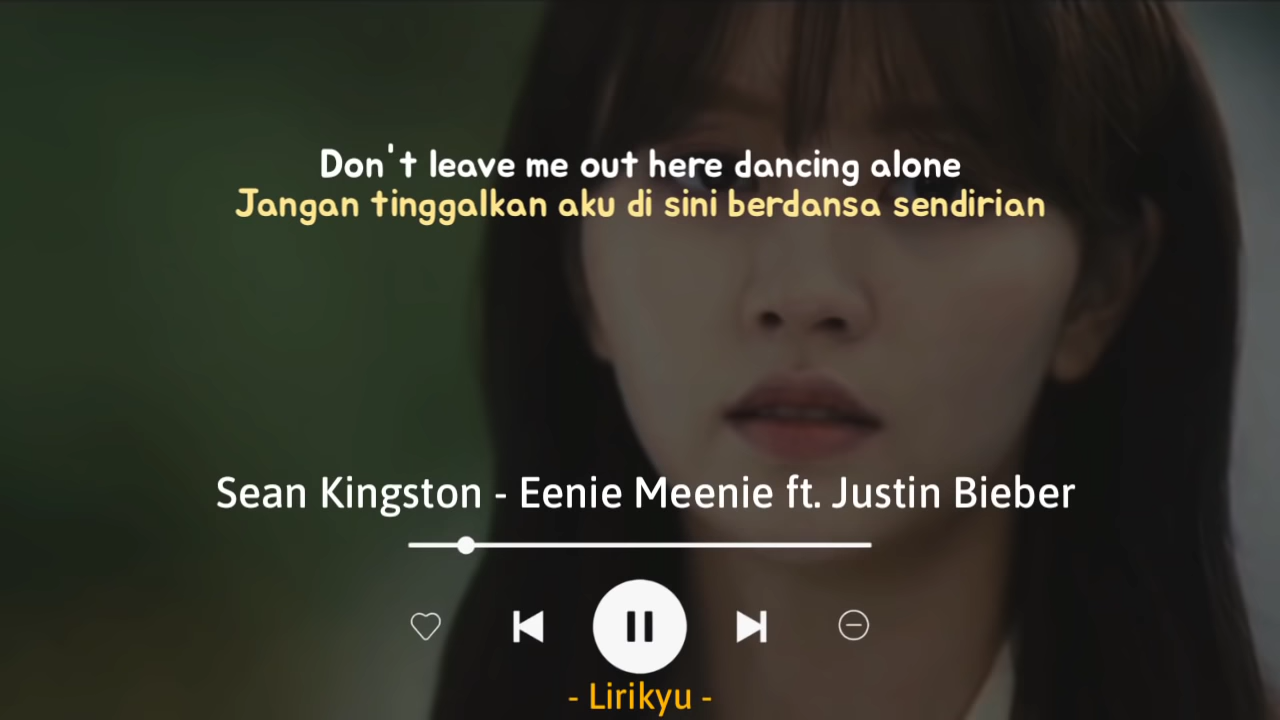 Don't leave me out here dancing alone
Jangan tinggalkan aku di sini berdansa sendirian
Sean Kingston - Eenie Meenie ft. Justin Bieber
- Lirikyu -